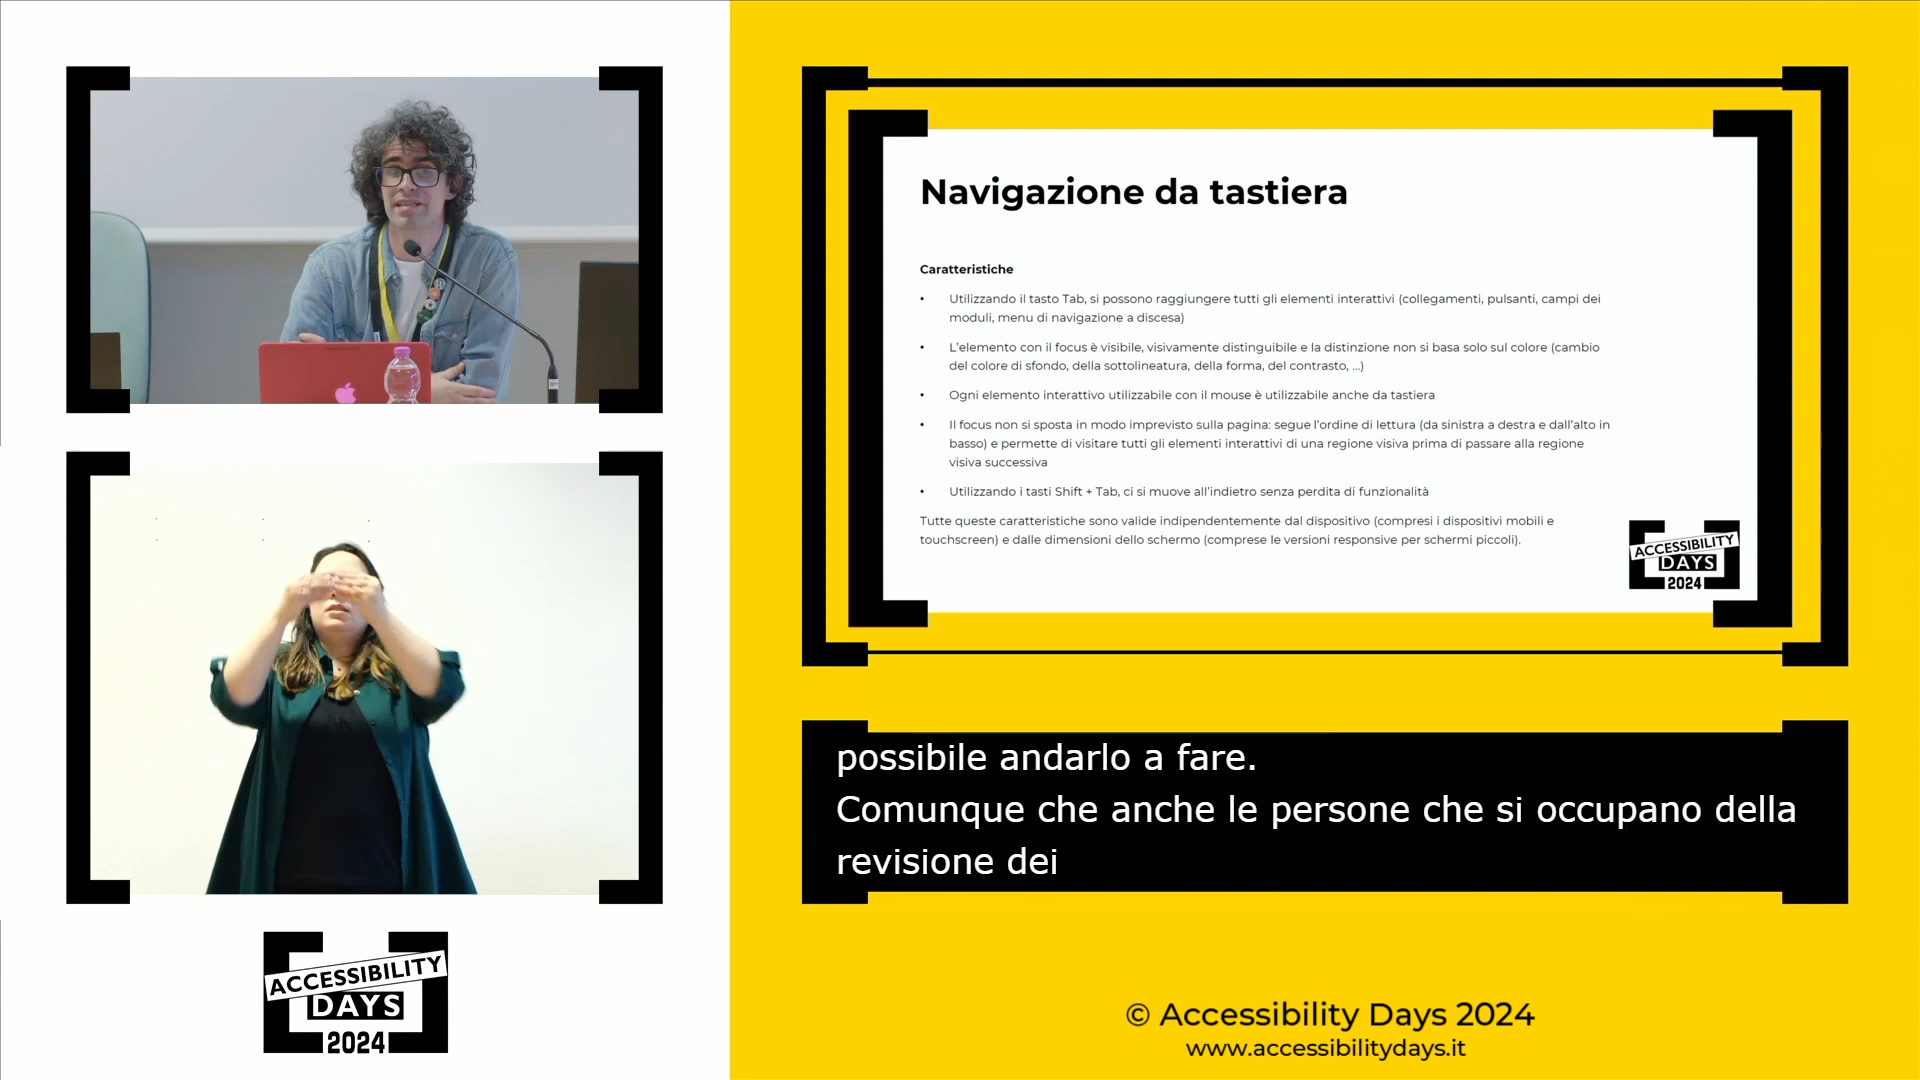 Navigazione da tastiera
Caratteristiche
• Utilizzando il tasto Tab, si possono raggiungere tutti gli elementi interattivi (collegamenti, pulsanti, campi dei
moduli, menu di navigazione a discesa)
• L'elemento con il focus è visibile, visivamente distinguibile e la distinzione non si basa solo sul colore (cambio
del colore di sfondo, della sottolineatura, della forma, del contrasto, ...)
• Ogni elemento interattivo utilizzabile con il mouse è utilizzabile anche da tastiera
• Il focus non si sposta in modo imprevisto sulla pagina: segue l'ordine di lettura (da sinistra a destra e dall'alto in
basso) e permette di visitare tutti gli elementi interattivi di una regione visiva prima di passare alla regione
visiva successiva
• Utilizzando i tasti Shift + Tab, ci si muove all'indietro senza perdita di funzionalità
Tutte queste caratteristiche sono valide indipendentemente dal dispositivo (compresi i dispositivi mobili e
touchscreen) e dalle dimensioni dello schermo (comprese le versioni responsive per schermi piccoli).
ACCESSIBILITY
DAYS
2024
possibile andarlo a fare.
Comunque che anche le persone che si occupano della
revisione dei
ACCESSIBILITY
DAYS
2024
© Accessibility Days 2024
www.accessibilitydays.it